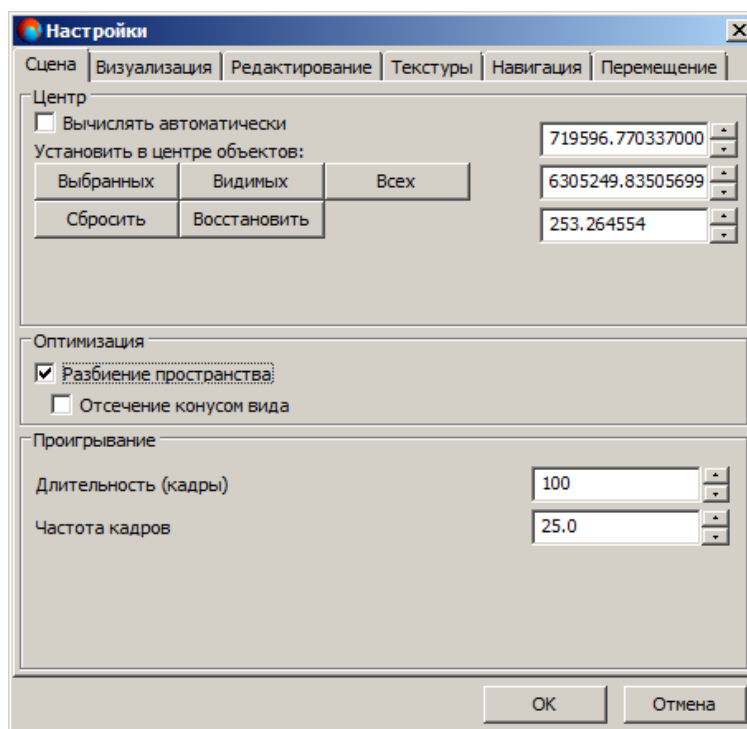 Настройки
Сцена Визуализация Редактирование Текстуры Навигация Перемещение
Центр
Вычислять автоматически
719596.770337000
Установить в центре объектов:
Выбранных Видимых Всех
6305249.83505699
Сбросить Восстановить
253.264554
Оптимизация
Разбиение пространства
Отсечение конусом вида
Проигрывание
Длительность (кадры) 100
Частота кадров 25.0
OK Отмена